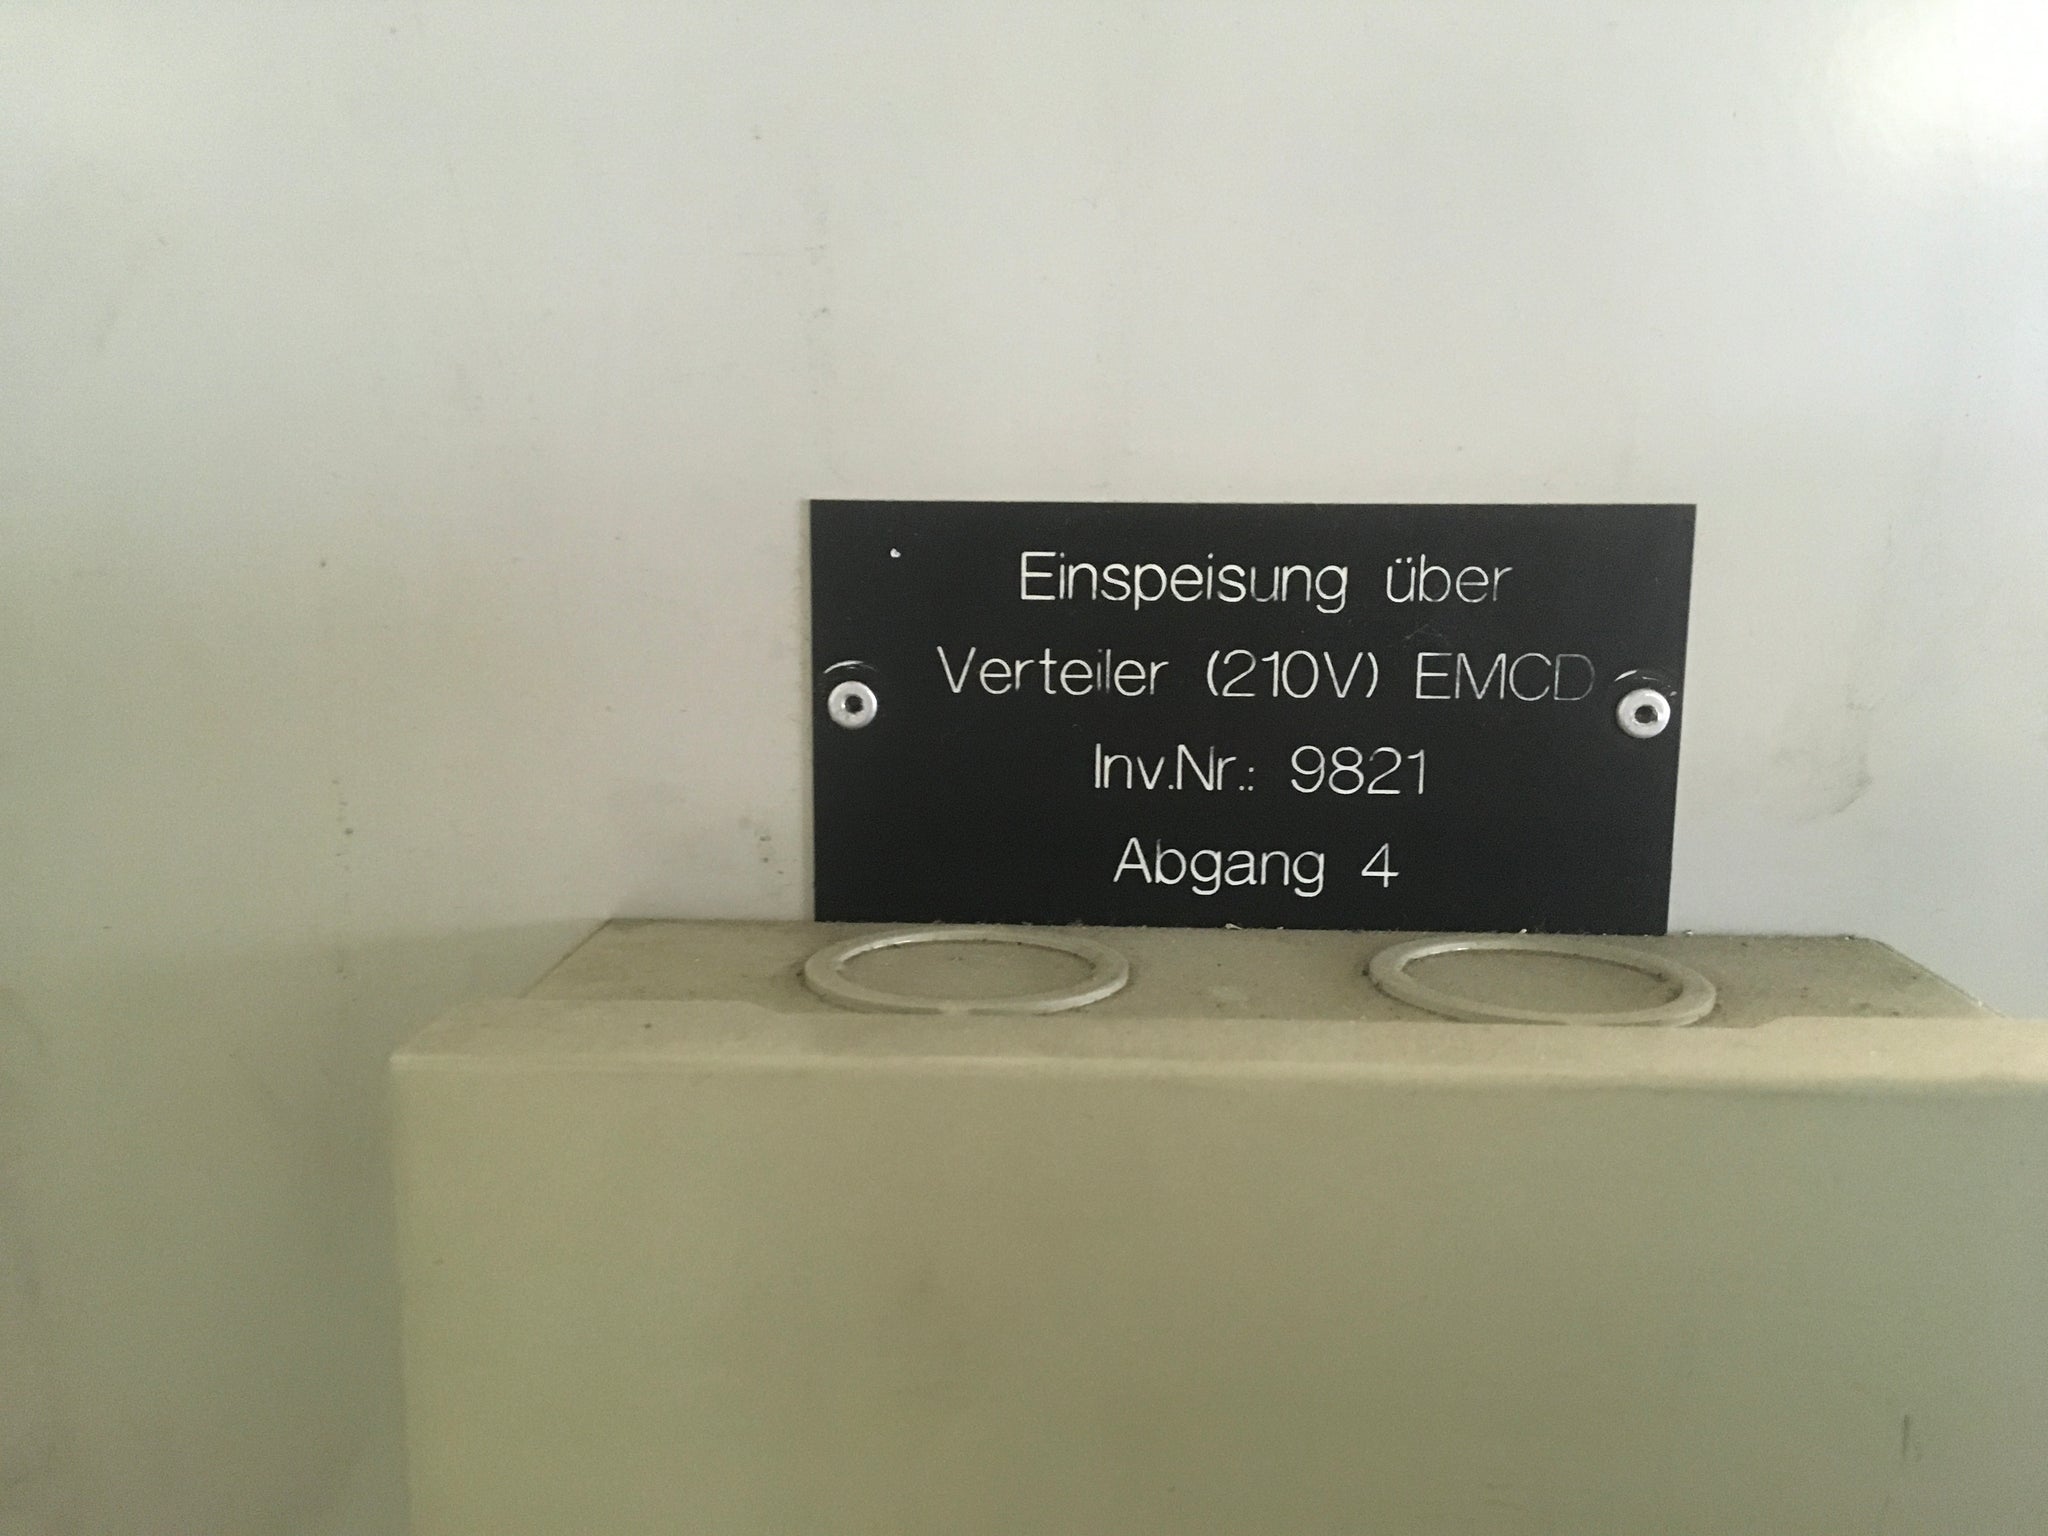 Einspeisung über
Verteiler (210V) EMCD
Inv.Nr.: 9821
Abgang 4